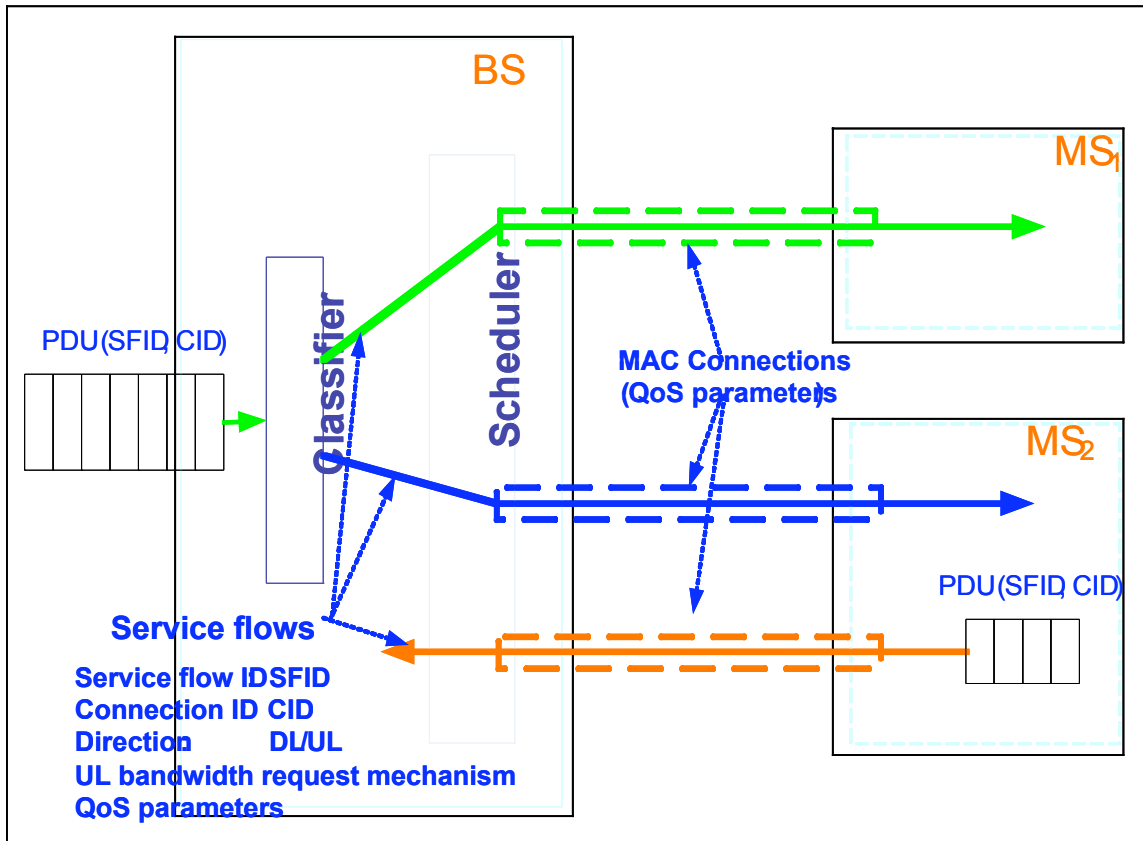 BS
MS1
Classifier
Scheduler
PDU(SFID, CID)
MAC Connections
(QoS parameters)
MS2
PDU(SFID, CID)
Service flows
Service flow ID: SFID
Connection ID CID
Direction: DL/UL
UL bandwidth request mechanism
QoS parameters